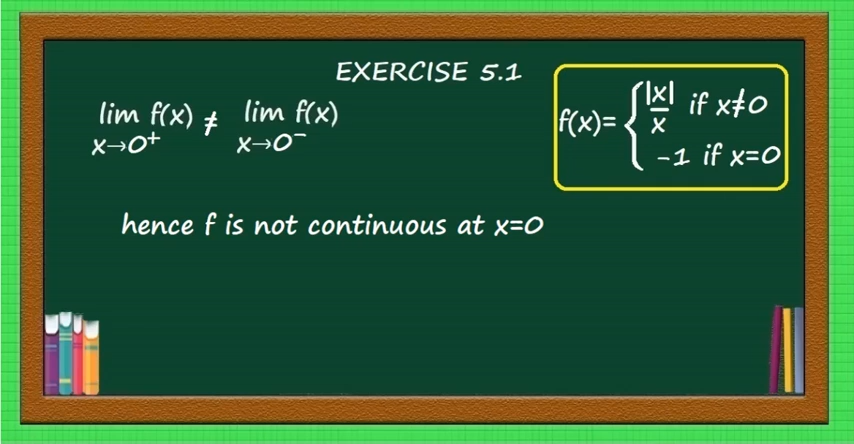 EXERCISE 5.1
lim f(x) ≠ lim f(x)
x→0⁺ x→0⁻
f(x)= { |x|/x if x≠0
-1 if x=0
hence f is not continuous at x=0